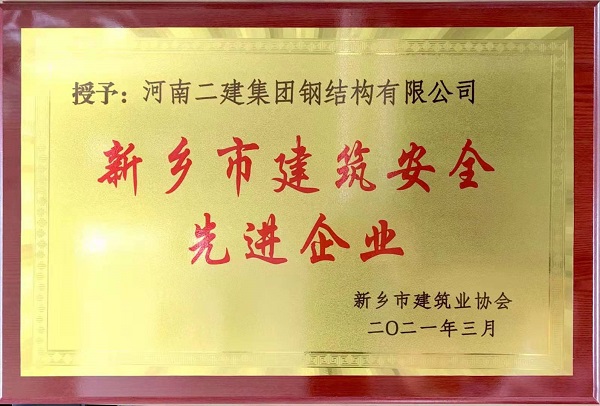 授予：河南二建集团钢结构有限公司
新乡市建筑安全
先进企业
新乡市建筑业协会
二〇二一年三月